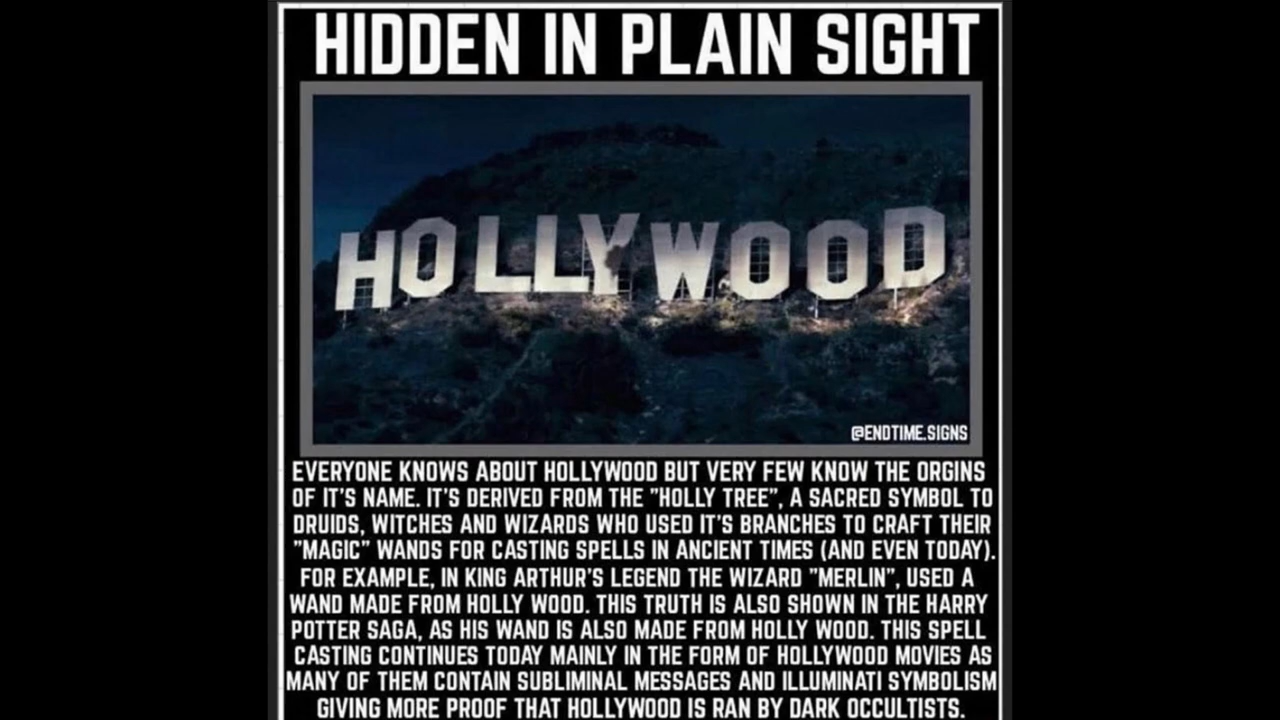 HIDDEN IN PLAIN SIGHT
HOLLYWOOD
@ENDTIME.SIGNS
EVERYONE KNOWS ABOUT HOLLYWOOD BUT VERY FEW KNOW THE ORGINS
OF IT'S NAME. IT'S DERIVED FROM THE "HOLLY TREE", A SACRED SYMBOL TO
DRUIDS, WITCHES AND WIZARDS WHO USED IT'S BRANCHES TO CRAFT THEIR
"MAGIC" WANDS FOR CASTING SPELLS IN ANCIENT TIMES (AND EVEN TODAY).
FOR EXAMPLE, IN KING ARTHUR'S LEGEND THE WIZARD "MERLIN", USED A
WAND MADE FROM HOLLY WOOD. THIS TRUTH IS ALSO SHOWN IN THE HARRY
POTTER SAGA, AS HIS WAND IS ALSO MADE FROM HOLLY WOOD. THIS SPELL
CASTING CONTINUES TODAY MAINLY IN THE FORM OF HOLLYWOOD MOVIES AS
MANY OF THEM CONTAIN SUBLIMINAL MESSAGES AND ILLUMINATI SYMBOLISM
GIVING MORE PROOF THAT HOLLYWOOD IS RAN BY DARK OCCULTISTS.